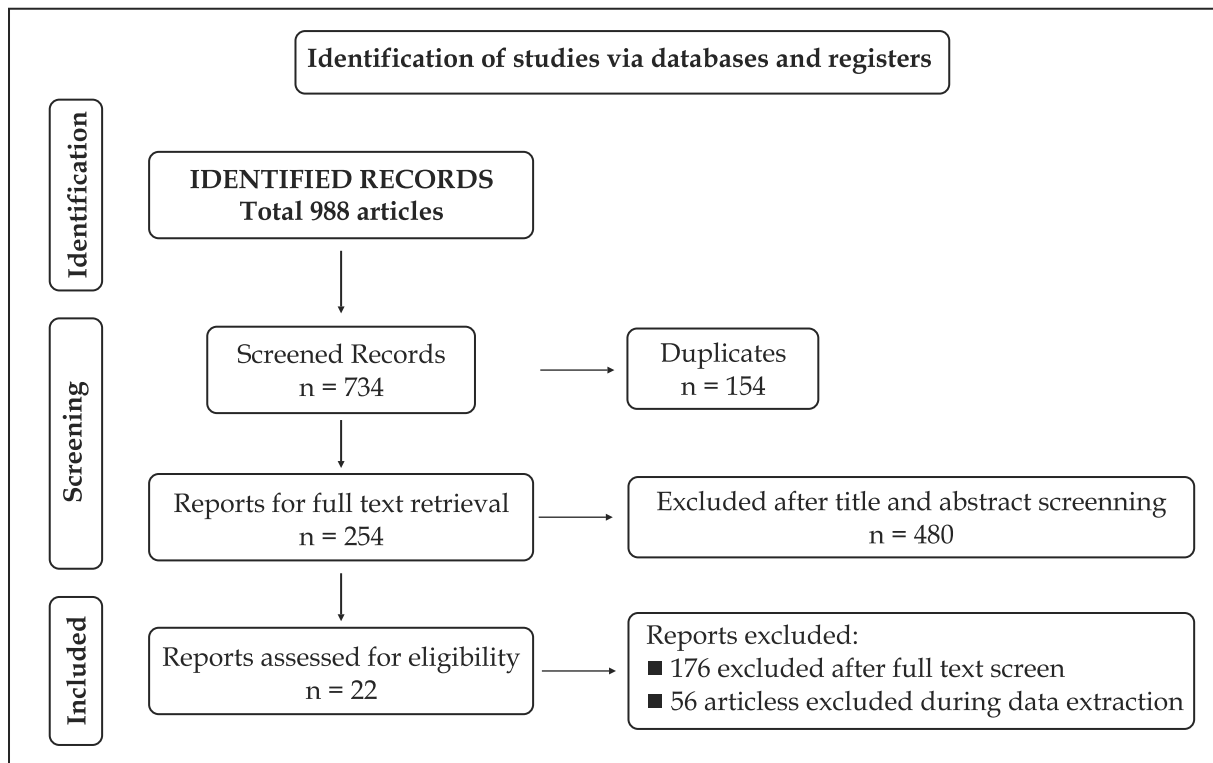 Identification of studies via databases and registers
Identification
IDENTIFIED RECORDS
Total 988 articles
Screening
Screened Records
n = 734
Duplicates
n = 154
Reports for full text retrieval
n = 254
Excluded after title and abstract screenning
n = 480
Included
Reports assessed for eligibility
n = 22
Reports excluded:
■ 176 excluded after full text screen
■ 56 articless excluded during data extraction